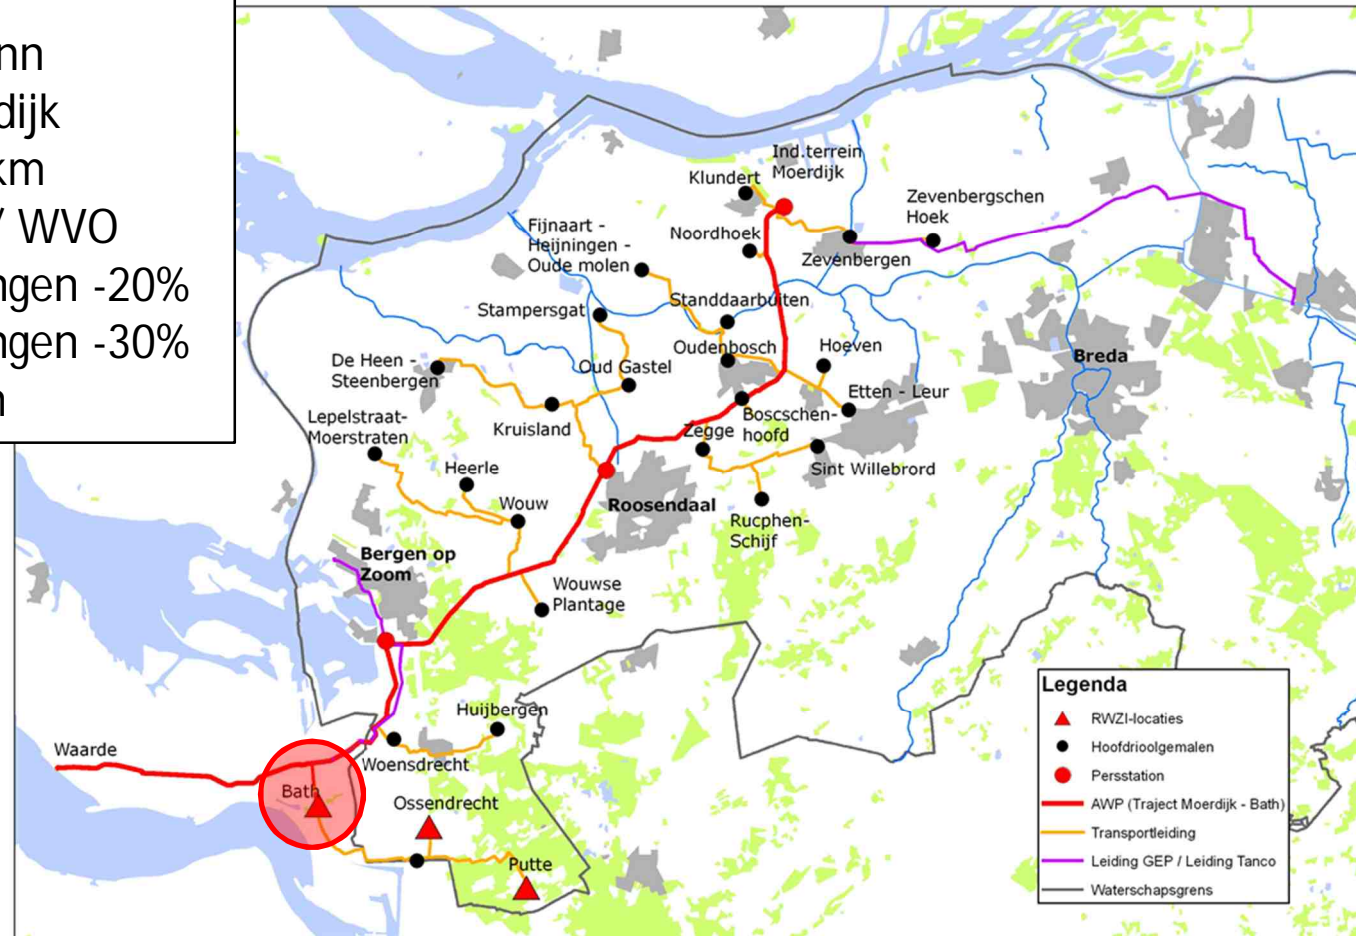 dijk
km
WVO
-20%
-30%
Ind.terrein
Moerdijk
Klundert
Zevenbergschen
Hoek
Fijnaart -
Heijningen -
Oude molen
Noordhoek
Zevenbergen
Standdaarbuiten
Stampersgat
Oudenbosch
Hoeven
Breda
De Heen -
Steenbergen
Oud Gastel
Etten - Leur
Lepelstraat-
Moerstraten
Kruisland
Boscschen-
hoofd
Zegge
Heerle
Sint Willebrord
Wouw
Roosendaal
Rucphen-
Schijf
Bergen op
Zoom
Wouwse
Plantage
Huijbergen
Waarde
Woensdrecht
Bath
Ossendrecht
Putte
Legenda
RWZI-locaties
Hoofdrioolgemalen
Persstation
AWP (Traject Moerdijk - Bath)
Transportleiding
Leiding GEP / Leiding Tanco
Waterschapsgrens